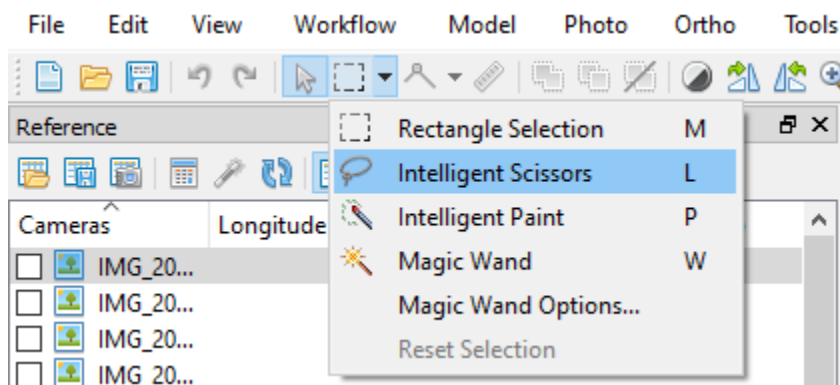 File Edit View Workflow Model Photo Ortho Tools
Reference
Rectangle Selection M
Cameras Longitude
Intelligent Scissors L
Intelligent Paint P
Magic Wand W
Magic Wand Options...
Reset Selection
IMG_20...
IMG_20...
IMG_20...
IMG_20...